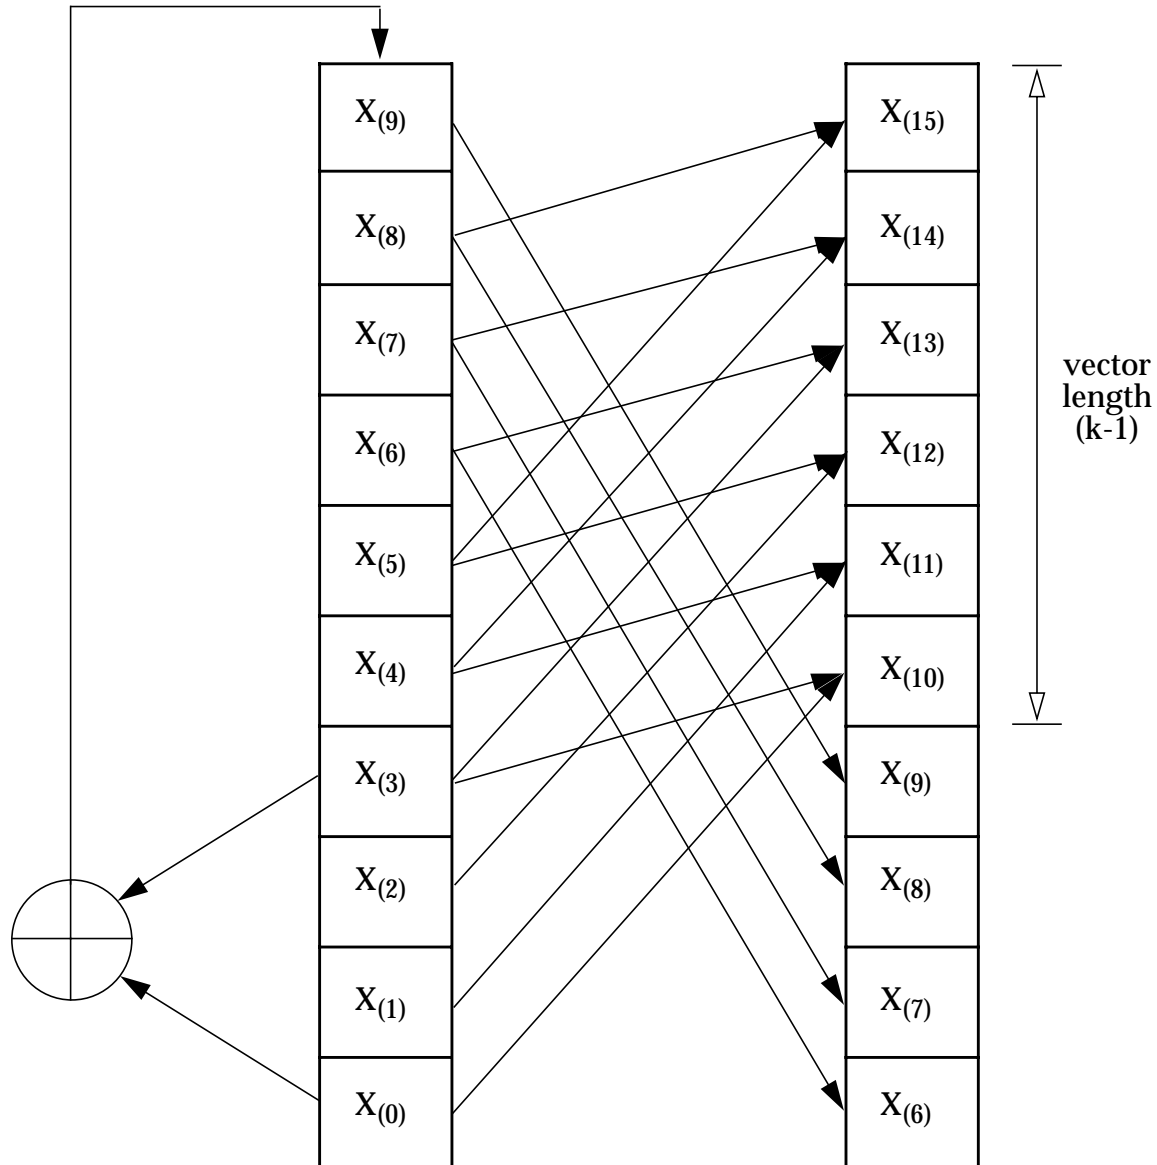 X(9)
X(8)
X(7)
X(6)
X(5)
X(4)
X(3)
X(2)
X(1)
X(0)
X(15)
X(14)
X(13)
X(12)
X(11)
X(10)
X(9)
X(8)
X(7)
X(6)
vector
length
(k-1)